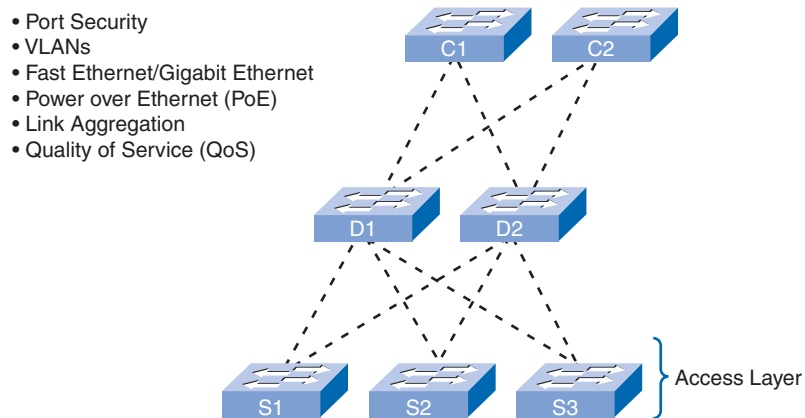 • Port Security
• VLANs
• Fast Ethernet/Gigabit Ethernet
• Power over Ethernet (PoE)
• Link Aggregation
• Quality of Service (QoS)
C1
C2
D1
D2
S1
S2
S3
Access Layer